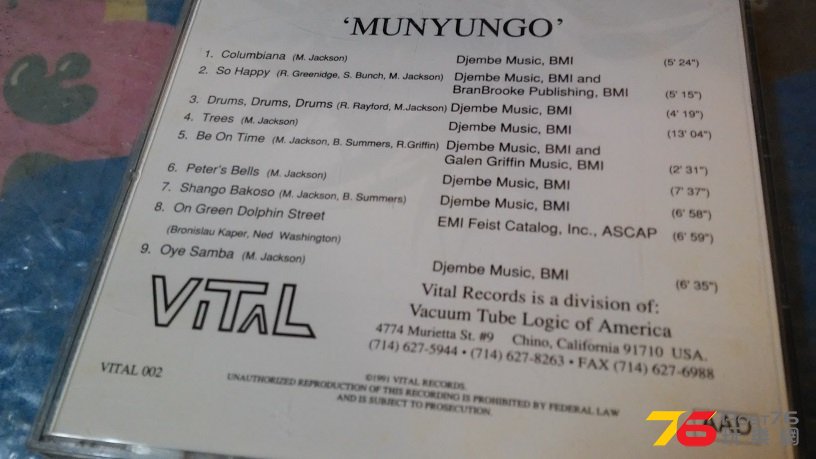 'MUNYUNGO'
1. Columbiana (M. Jackson) Djembe Music, BMI (5' 24")
2. So Happy (R. Greenidge, S. Bunch, M. Jackson) Djembe Music, BMI and
BranBrooke Publishing, BMI (5' 15")
3. Drums, Drums, Drums (R. Rayford, M.Jackson) Djembe Music, BMI (4' 19")
4. Trees (M. Jackson) Djembe Music, BMI (13' 04")
5. Be On Time (M. Jackson, B. Summers, R.Griffin) Djembe Music, BMI and
Galen Griffin Music, BMI (2' 31")
6. Peter's Bells (M. Jackson) Djembe Music, BMI (7' 37")
7. Shango Bakoso (M. Jackson, B. Summers) Djembe Music, BMI (6' 58")
8. On Green Dolphin Street EMI Feist Catalog, Inc., ASCAP (6' 59")
(Bronislau Kaper, Ned Washington)
9. Oye Samba (M. Jackson) Djembe Music, BMI (6' 35")
ViTAL
Vital Records is a division of:
Vacuum Tube Logic of America
4774 Murietta St. #9 Chino, California 91710 USA.
(714) 627-5944 • (714) 627-8263 • FAX (714) 627-6988
VITAL 002
©1991 VITAL RECORDS.
UNAUTHORIZED REPRODUCTION OF THIS RECORDING IS PROHIBITED BY FEDERAL LAW
AND IS SUBJECT TO PROSECUTION.
AAD
76